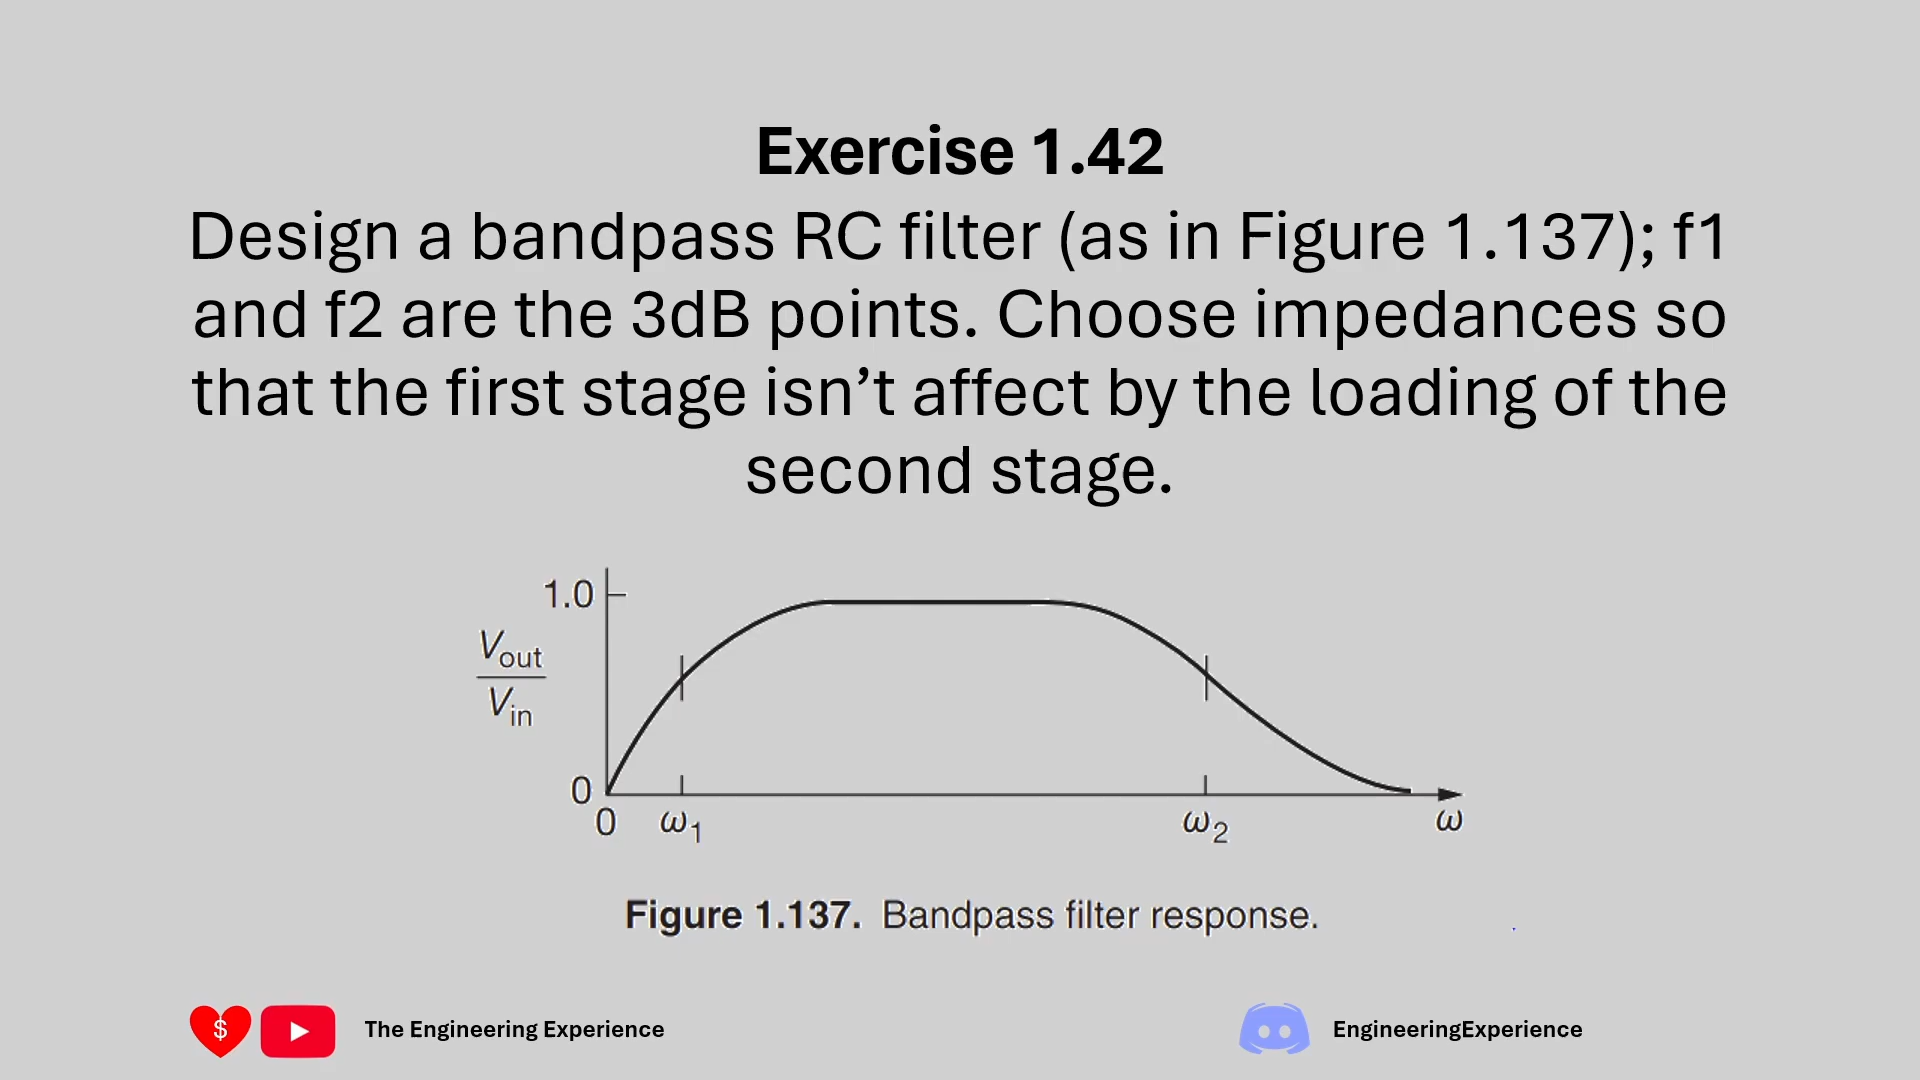 Exercise 1.42
Design a bandpass RC filter (as in Figure 1.137); f1
and f2 are the 3dB points. Choose impedances so
that the first stage isn’t affect by the loading of the
second stage.
1.0
Vout
Vin
0
0
ω1
ω2
ω
Figure 1.137. Bandpass filter response.
$
The Engineering Experience
EngineeringExperience